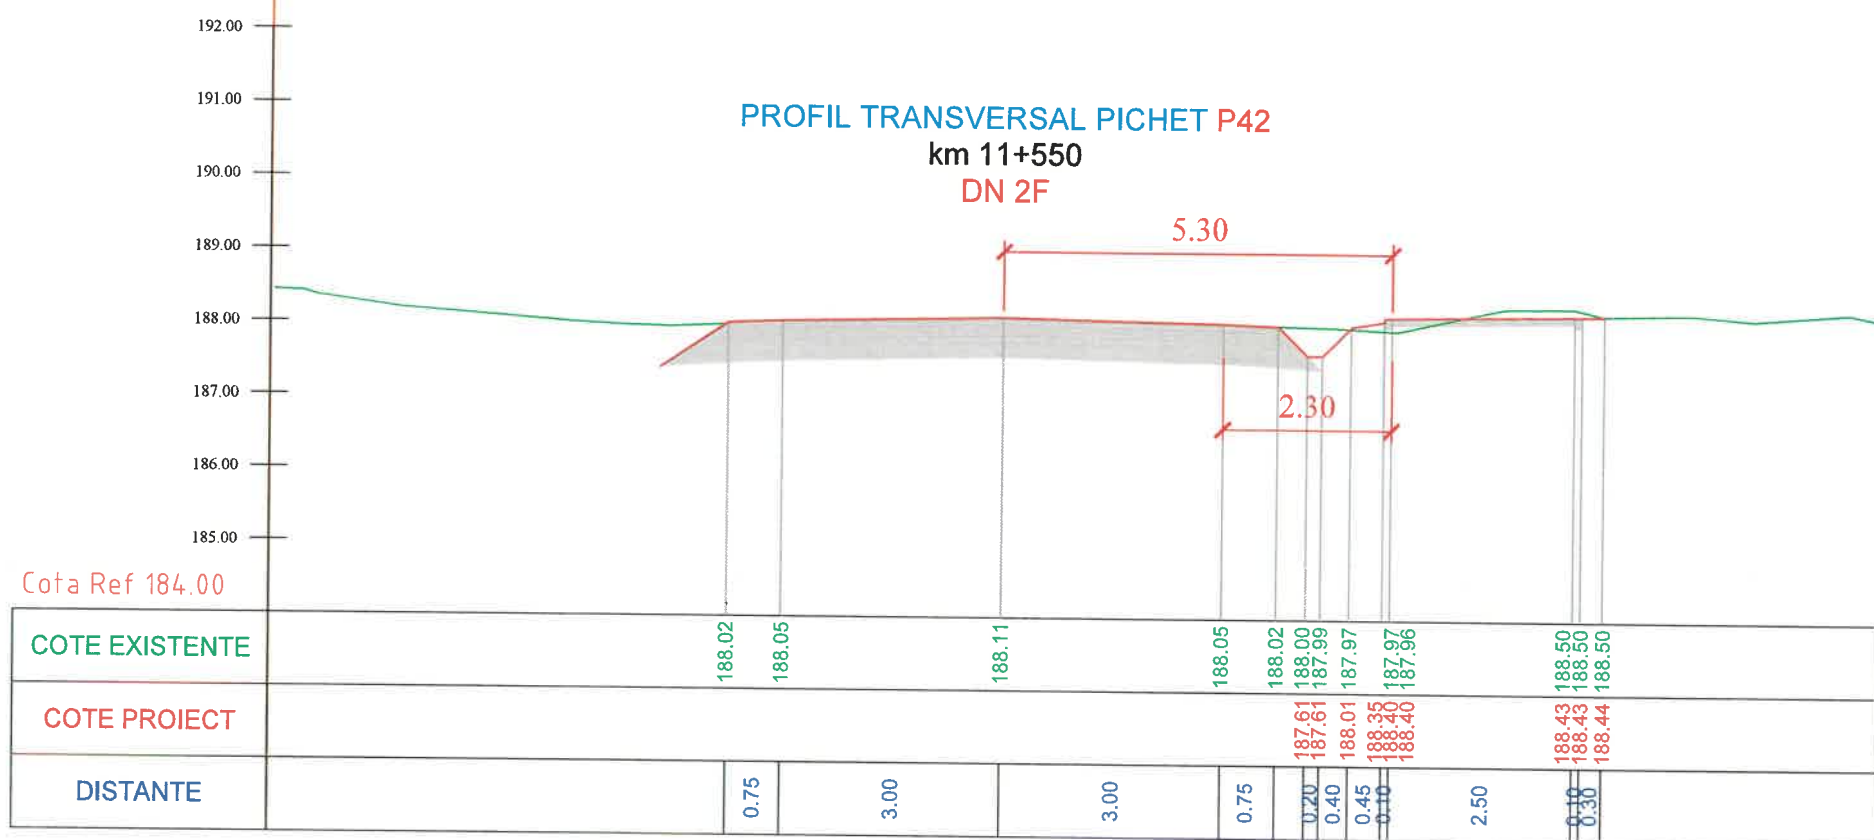 192.00
191.00
190.00
189.00
188.00
187.00
186.00
185.00
PROFIL TRANSVERSAL PICHET P42
km 11+550
DN 2F
5.30
2.30
Cota Ref 184.00
COTE EXISTENTE 188.02 188.05 188.11 188.05 188.02 188.00 187.99 187.97 187.97 187.96 188.50 188.50 188.50
COTE PROIECT 187.61 187.61 188.01 188.35 188.40 188.40 188.43 188.43 188.44
DISTANTE 0.75 3.00 3.00 0.75 0.20 0.40 0.45 0.10 2.50 0.10 0.30